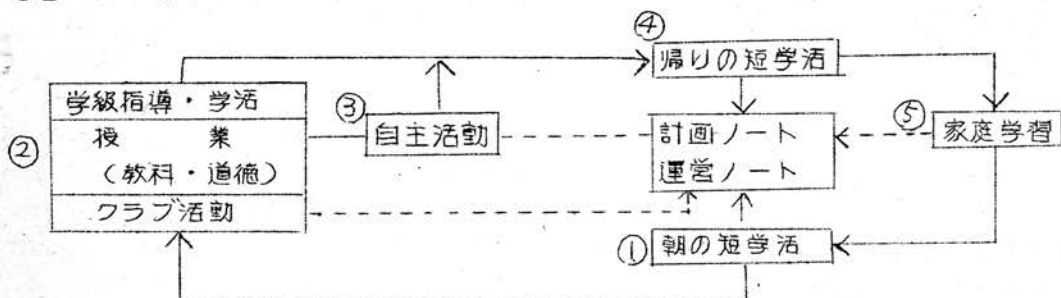 ④
帰りの短学活
学級指導・学活
③
自主活動
計画ノート
運営ノート
⑤
家庭学習
②
授　　業
（教科・道徳）
クラブ活動
①
朝の短学活